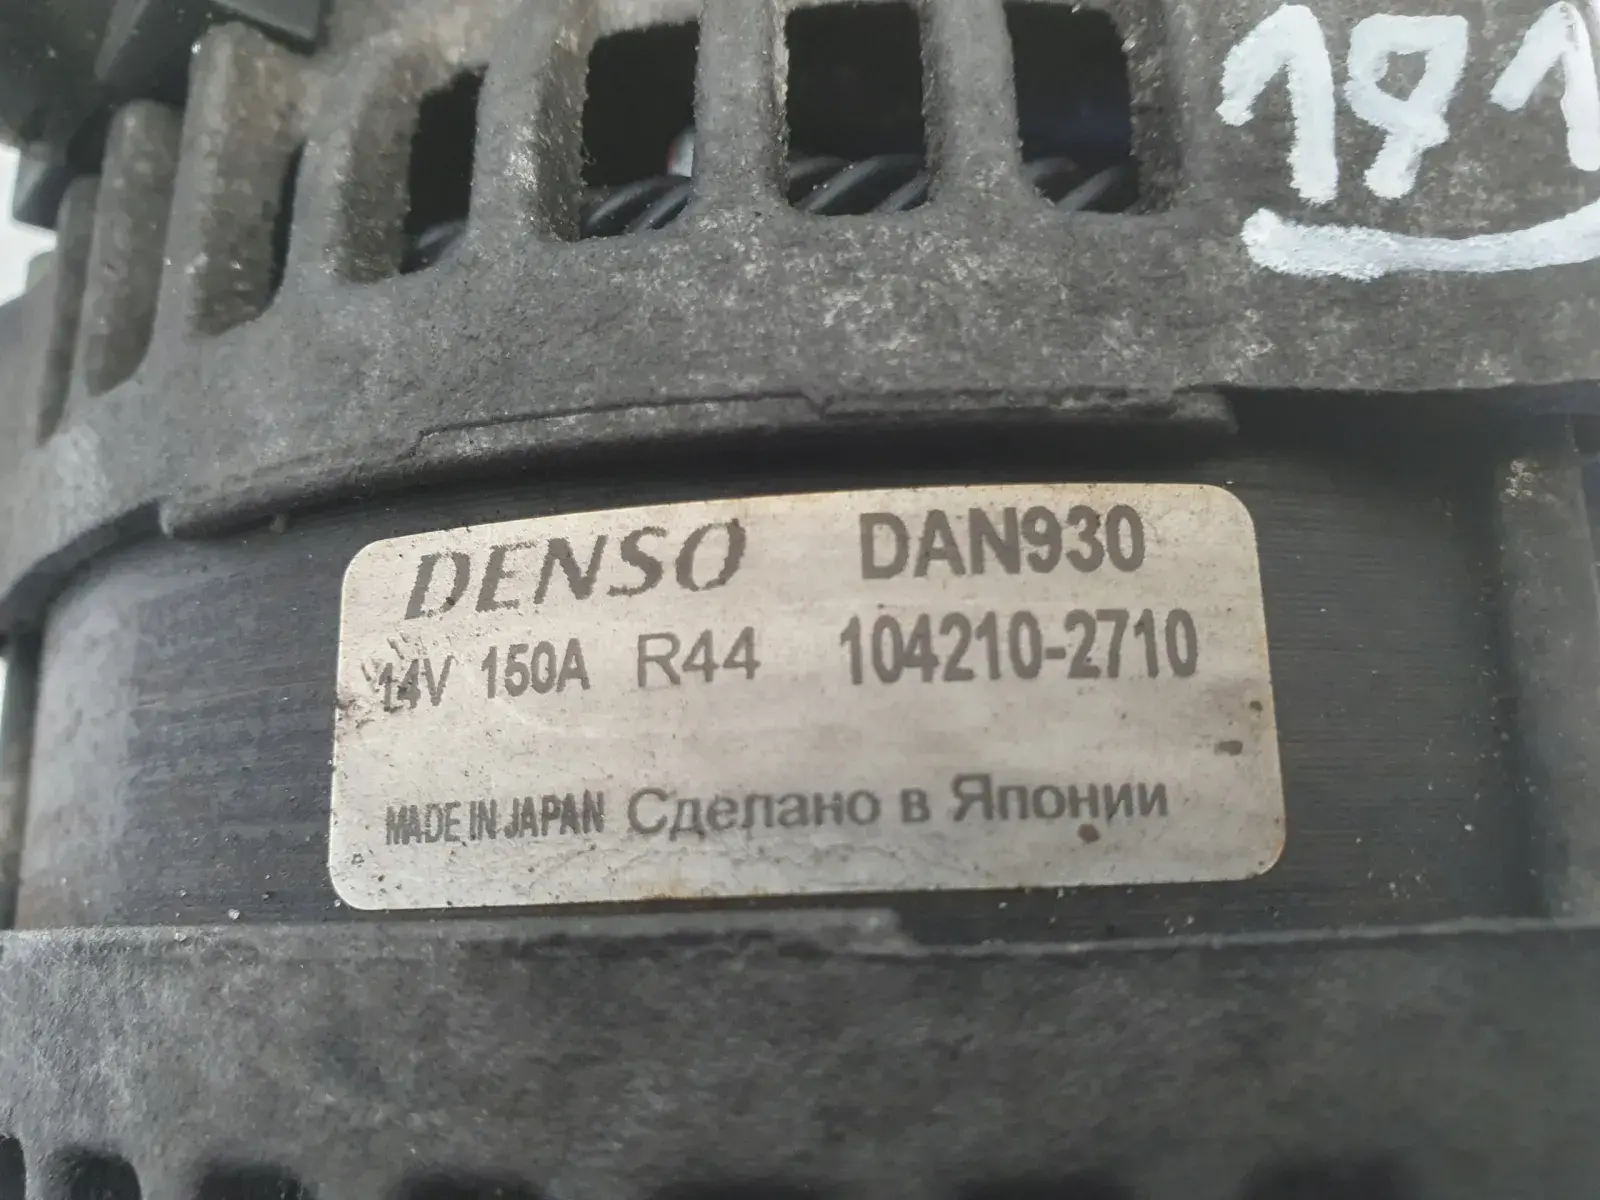 181
DENSO DAN930
14V 150A R44 104210-2710
MADE IN JAPAN Сделано в Японии